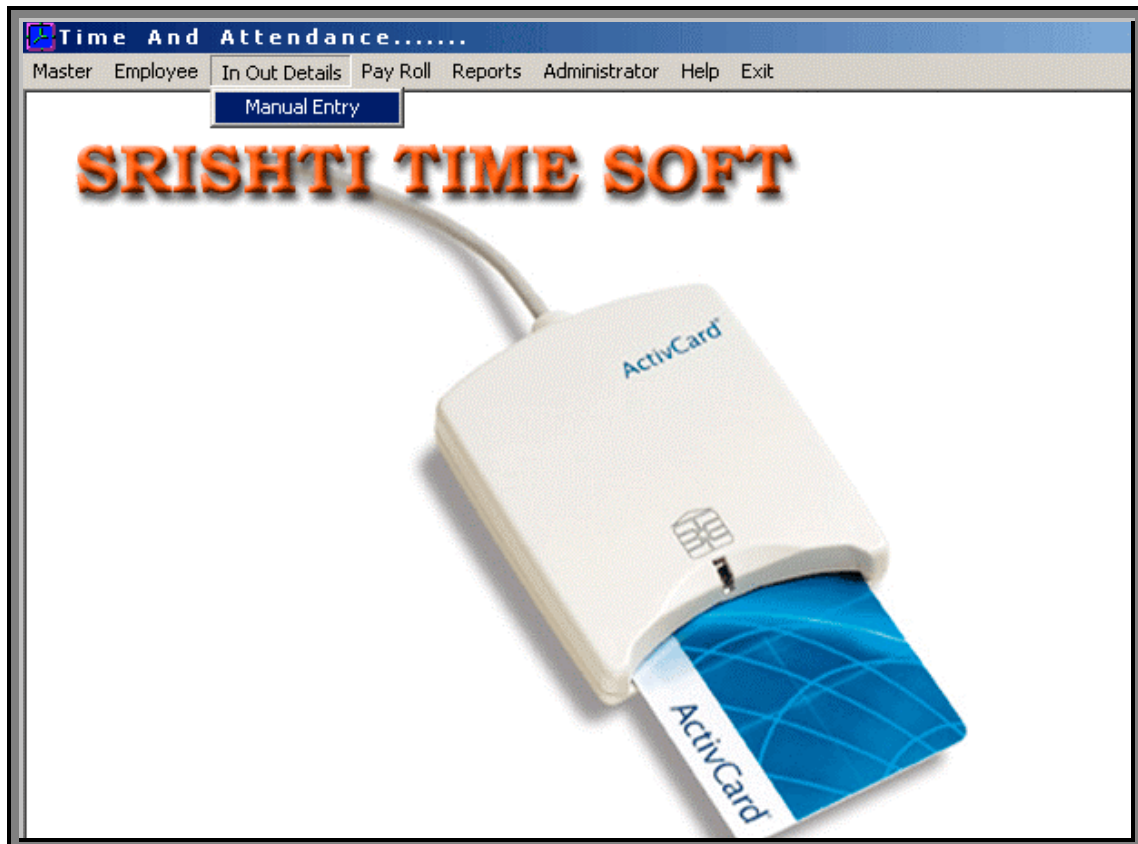 Time And Attendance.......
Master Employee In Out Details Pay Roll Reports Administrator Help Exit
Manual Entry
SRISHTI TIME SOFT
ActivCard
ActivCard